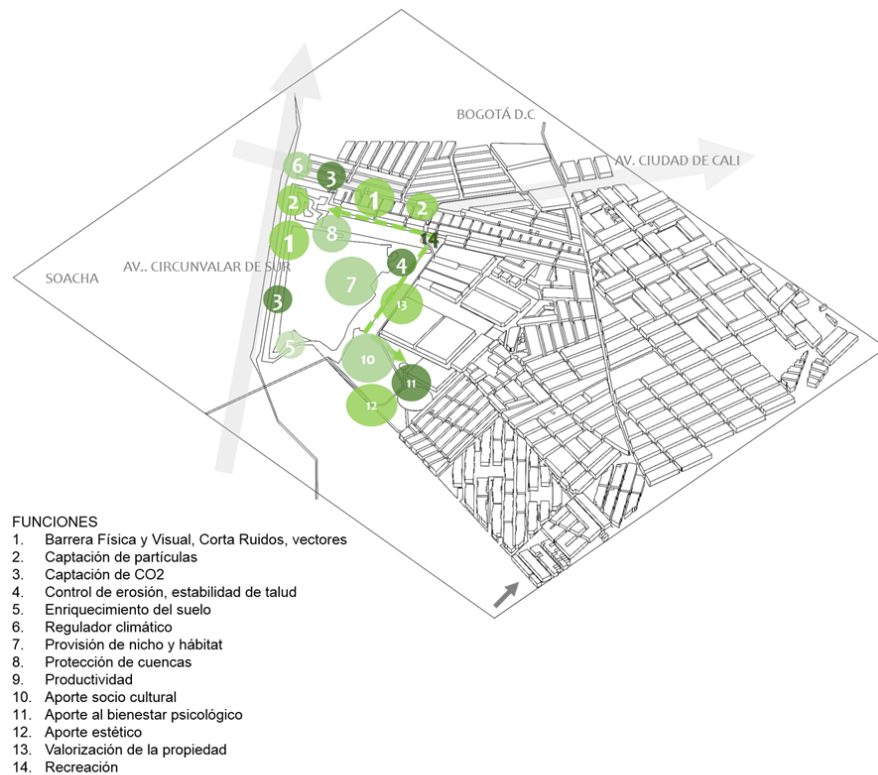 BOGOTÁ D.C
AV. CIUDAD DE CALI
6
3
2
1
2
1
8
14
4
SOACHA
AV.. CIRCUNVALAR DE SUR
7
3
13
5
10
11
12
FUNCIONES
1. Barrera Física y Visual, Corta Ruidos, vectores
2. Captación de partículas
3. Captación de CO2
4. Control de erosión, estabilidad de talud
5. Enriquecimiento del suelo
6. Regulador climático
7. Provisión de nicho y hábitat
8. Protección de cuencas
9. Productividad
10. Aporte socio cultural
11. Aporte al bienestar psicológico
12. Aporte estético
13. Valorización de la propiedad
14. Recreación